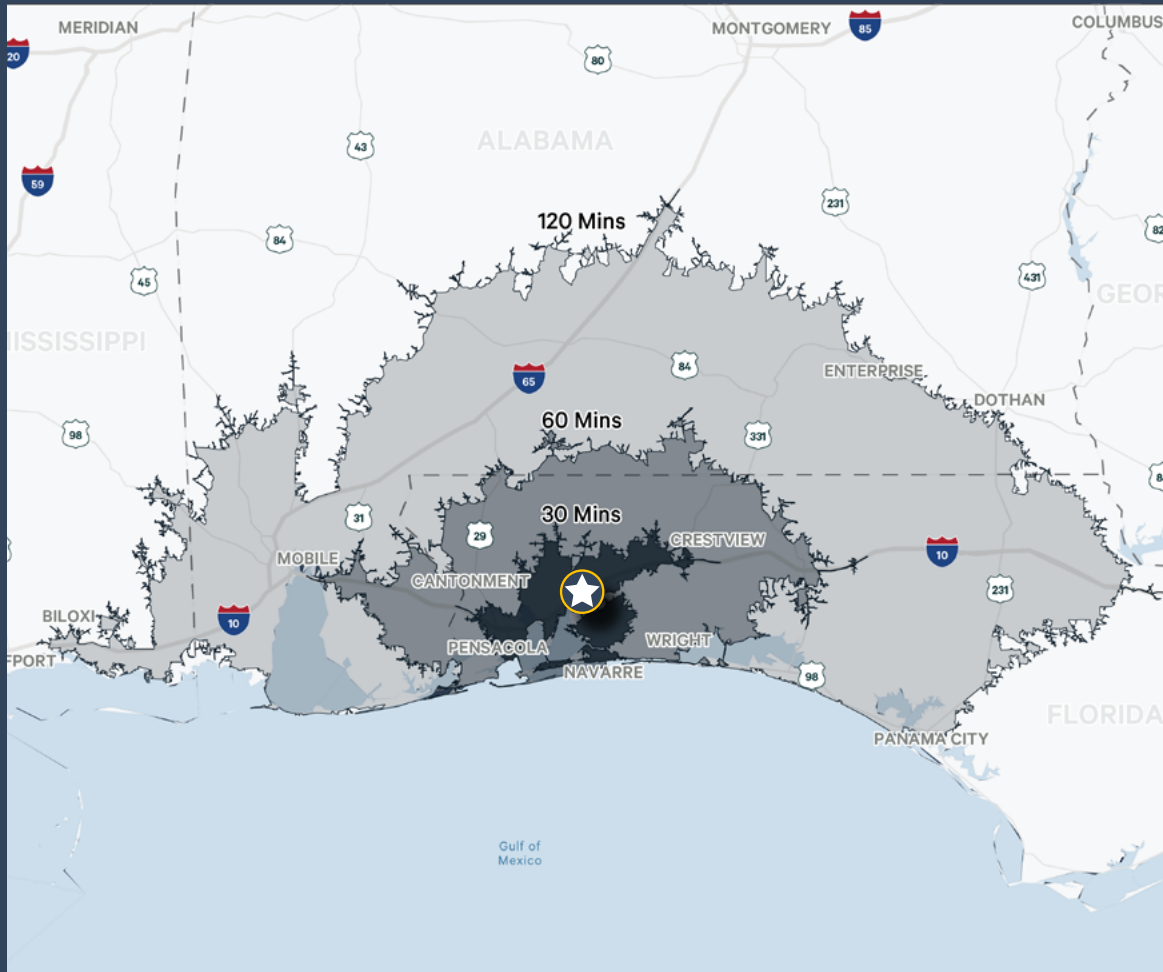 MERIDIAN
MONTGOMERY
85
COLUMBUS
20
80
ALABAMA
43
59
231
120 Mins
84
82
45
431
GEOR
ISSISSIPPI
65
84
ENTERPRISE
DOTHAN
60 Mins
98
331
8
30 Mins
31
29
CRESTVIEW
10
MOBILE
CANTONMENT
231
BILOXI
10
WRIGHT
PENSACOLA
FPORT
NAVARRE
98
FLORIDA
PANAMA CITY
Gulf of
Mexico